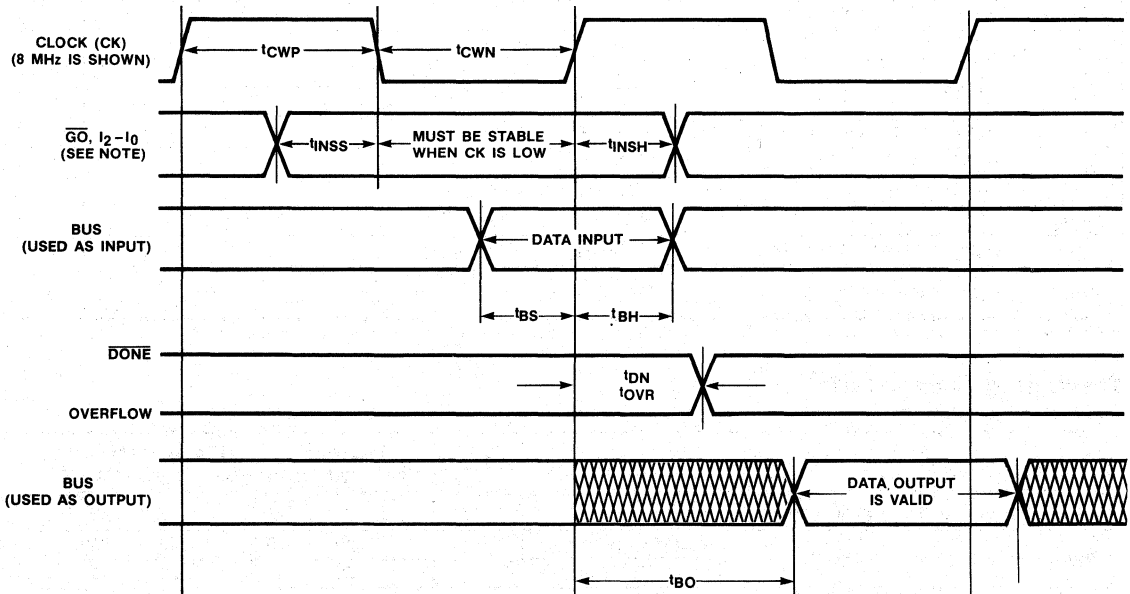 CLOCK (CK)
(8 MHz IS SHOWN)
tCWP
tCWN
GO, I2–I0
(SEE NOTE)
tINSS
MUST BE STABLE
WHEN CK IS LOW
tINSH
BUS
(USED AS INPUT)
DATA INPUT
tBS
tBH
DONE
tDN
tOVR
OVERFLOW
BUS
(USED AS OUTPUT)
DATA OUTPUT
IS VALID
tBO